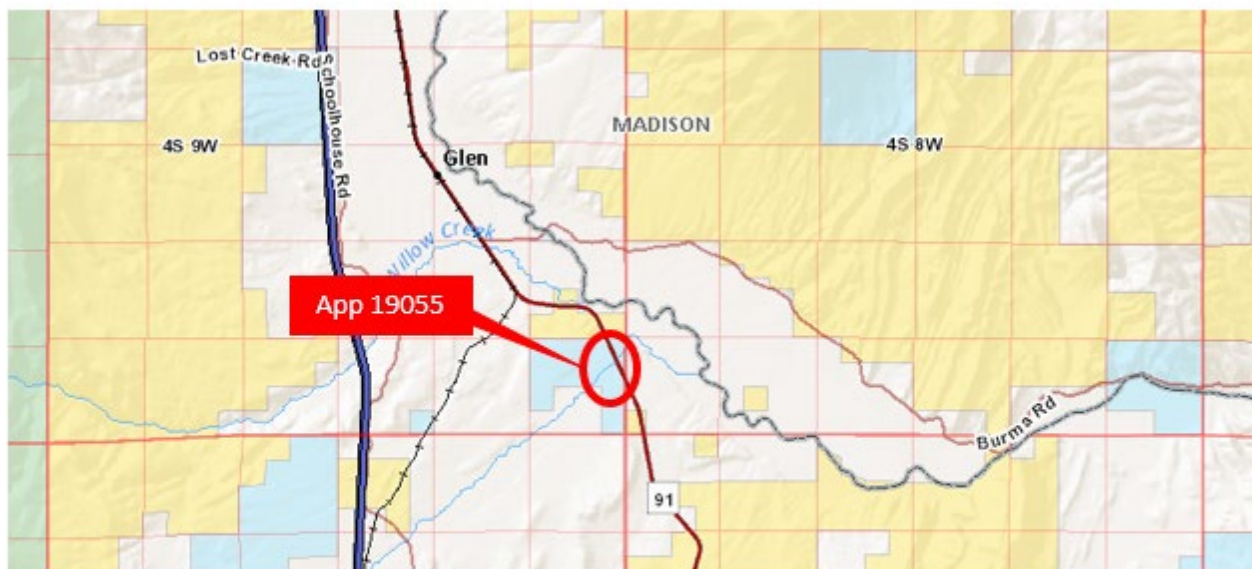 Lost Creek Rd
Schoolhouse Rd
4S 9W
MADISON
4S 8W
Glen
Willow Creek
App 19055
Burma Rd
91